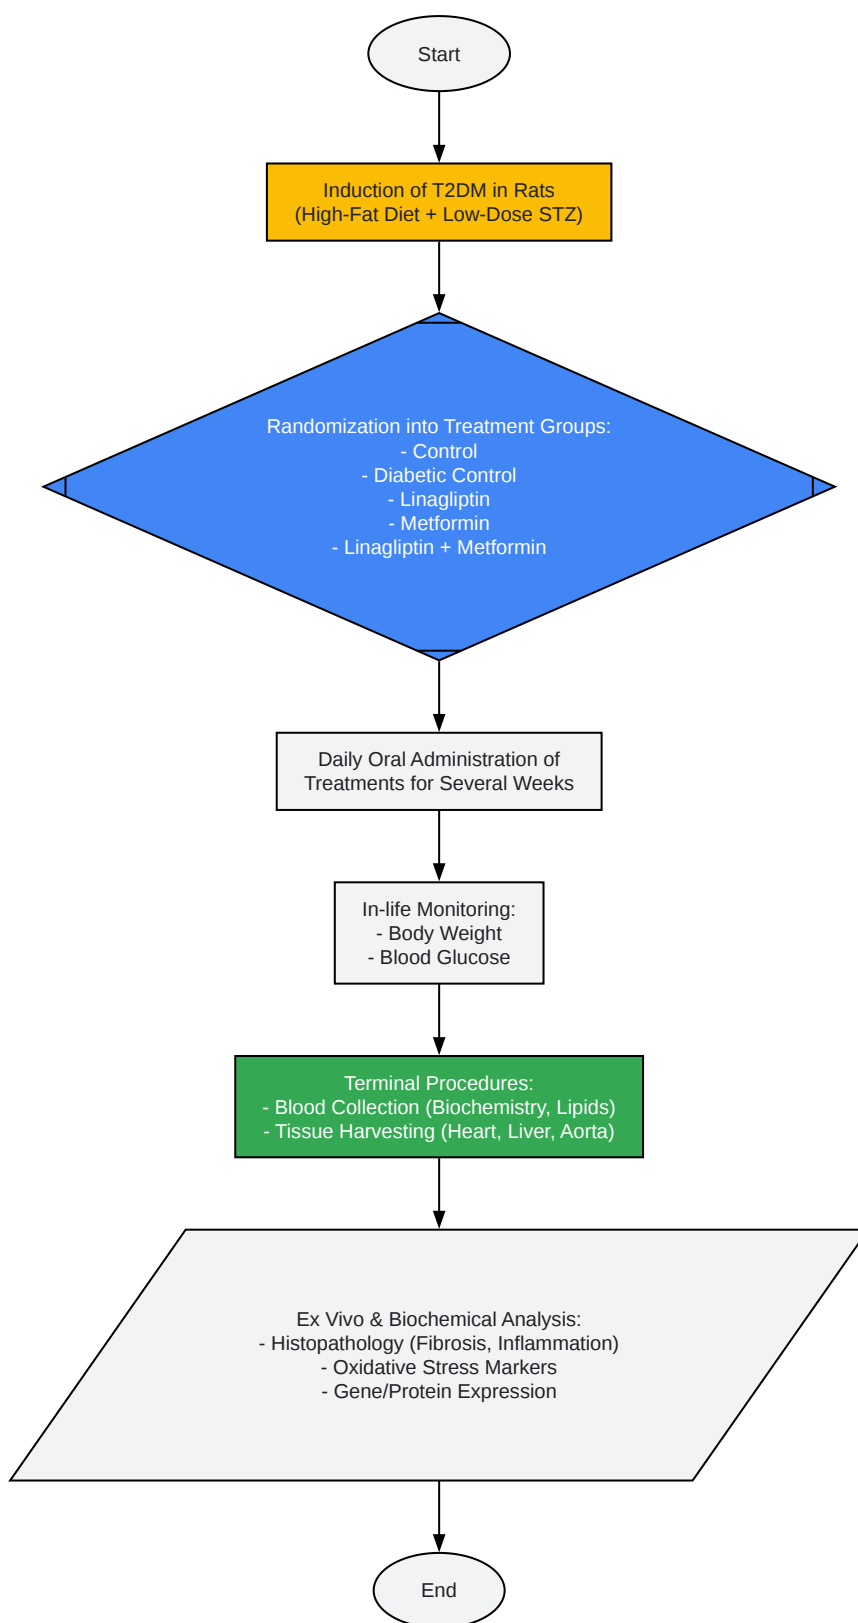 Start
Induction of T2DM in Rats
(High-Fat Diet + Low-Dose STZ)
Randomization into Treatment Groups:
- Control
- Diabetic Control
- Linagliptin
- Metformin
- Linagliptin + Metformin
Daily Oral Administration of
Treatments for Several Weeks
In-life Monitoring:
- Body Weight
- Blood Glucose
Terminal Procedures:
- Blood Collection (Biochemistry, Lipids)
- Tissue Harvesting (Heart, Liver, Aorta)
Ex Vivo & Biochemical Analysis:
- Histopathology (Fibrosis, Inflammation)
- Oxidative Stress Markers
- Gene/Protein Expression
End